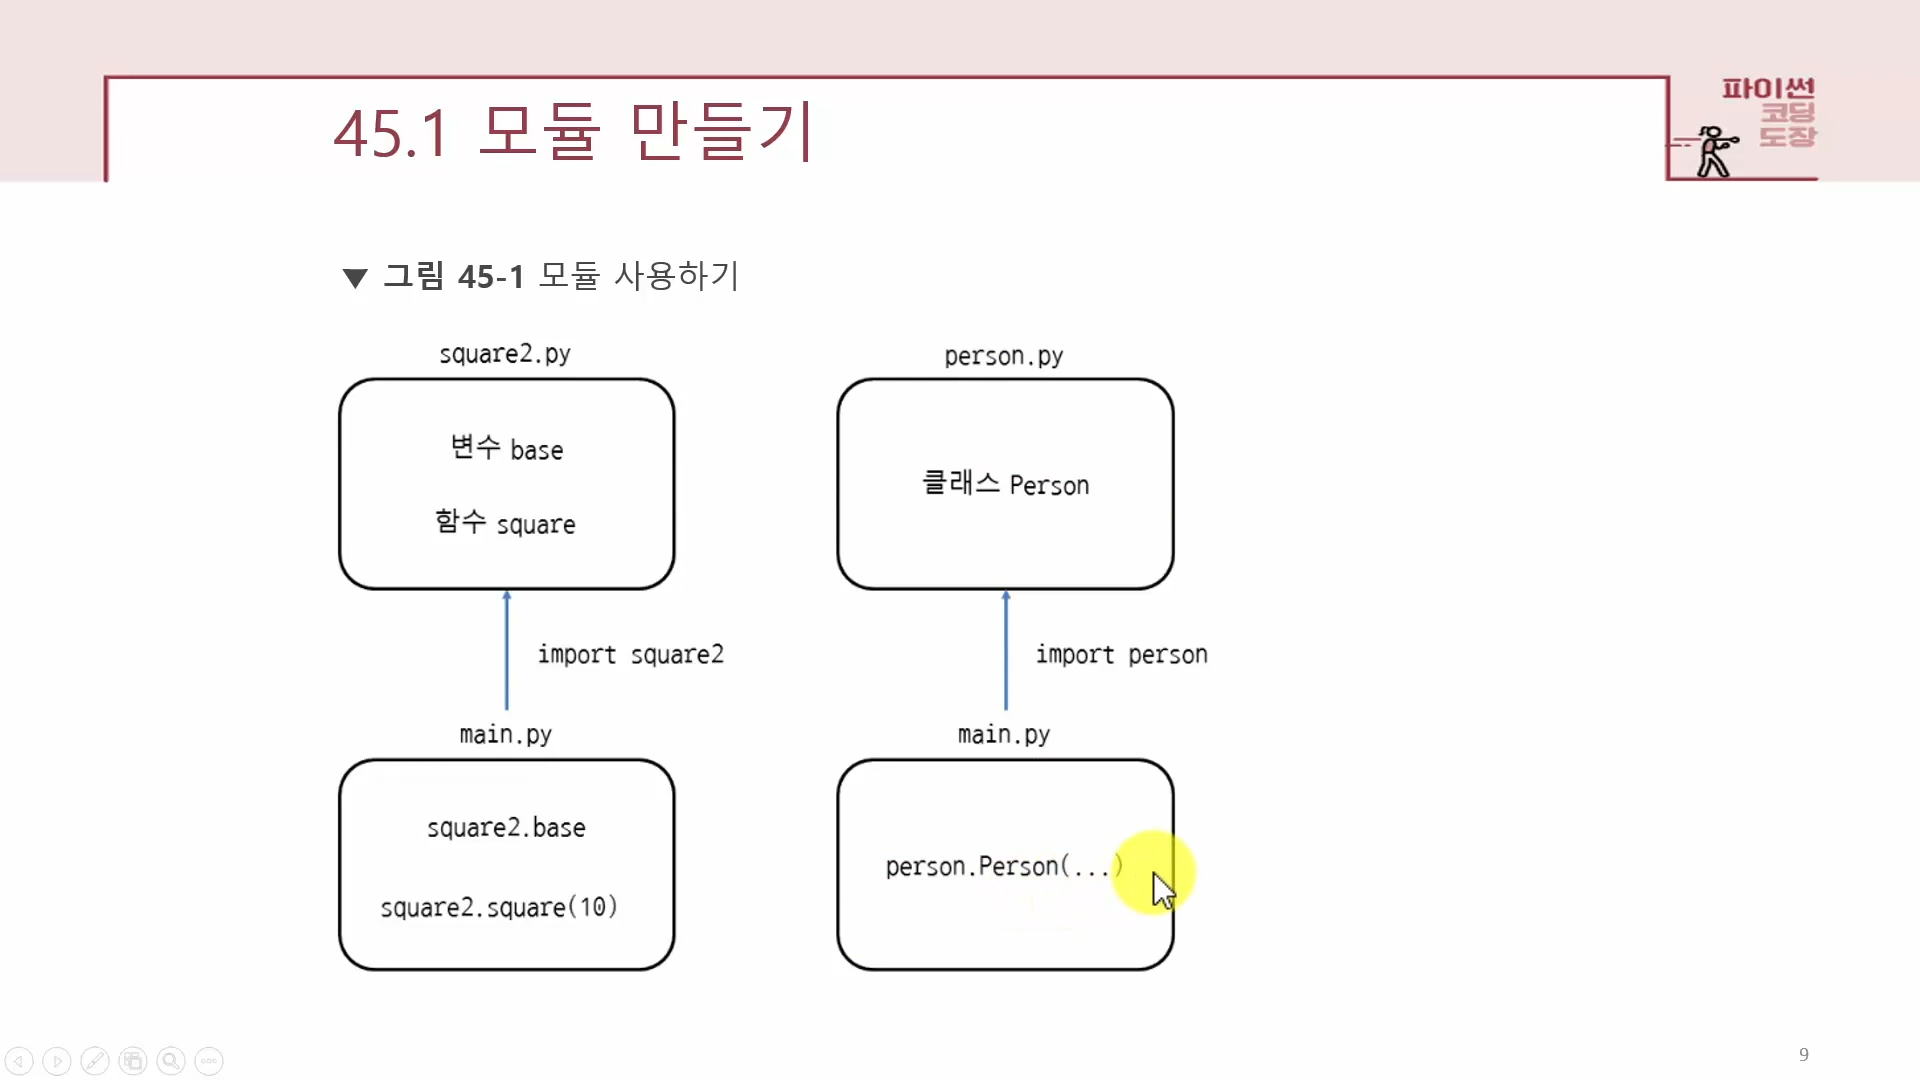 45.1 모듈 만들기
파이썬
코딩
도장
▼ 그림 45-1 모듈 사용하기
square2.py
변수 base
함수 square
import square2
main.py
square2.base
square2.square(10)
person.py
클래스 Person
import person
main.py
person.Person(...)
9